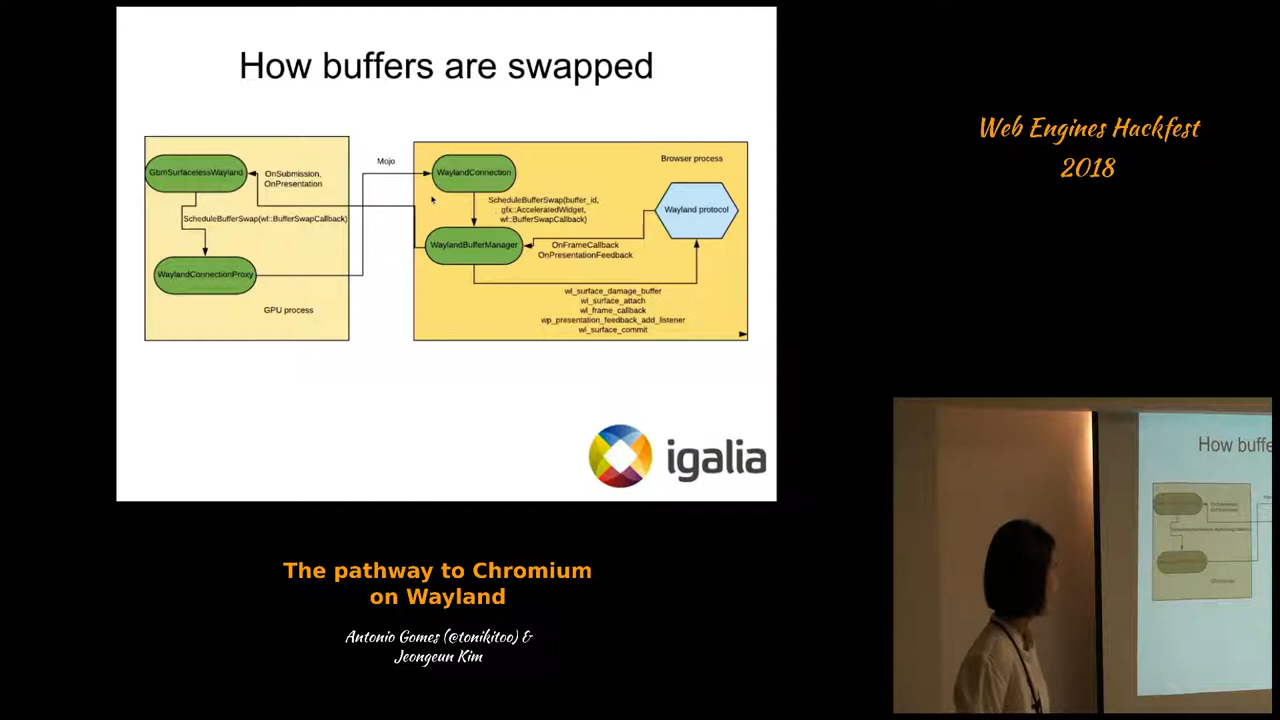 How buffers are swapped
GbmSurfacelessWayland
OnSubmission,
OnPresentation
ScheduleBufferSwap(wl::BufferSwapCallback)
WaylandConnectionProxy
GPU process
Mojo
WaylandConnection
Browser process
ScheduleBufferSwap(buffer_id,
gfx::AcceleratedWidget,
wl::BufferSwapCallback)
Wayland protocol
WaylandBufferManager
OnFrameCallback
OnPresentationFeedback
wl_surface_damage_buffer
wl_surface_attach
wl_frame_callback
wp_presentation_feedback_add_listener
wl_surface_commit
igalia
Web Engines Hackfest
2018
The pathway to Chromium
on Wayland
Antonio Gomes (@tonikitoo) &
Jeongeun Kim
How buffe